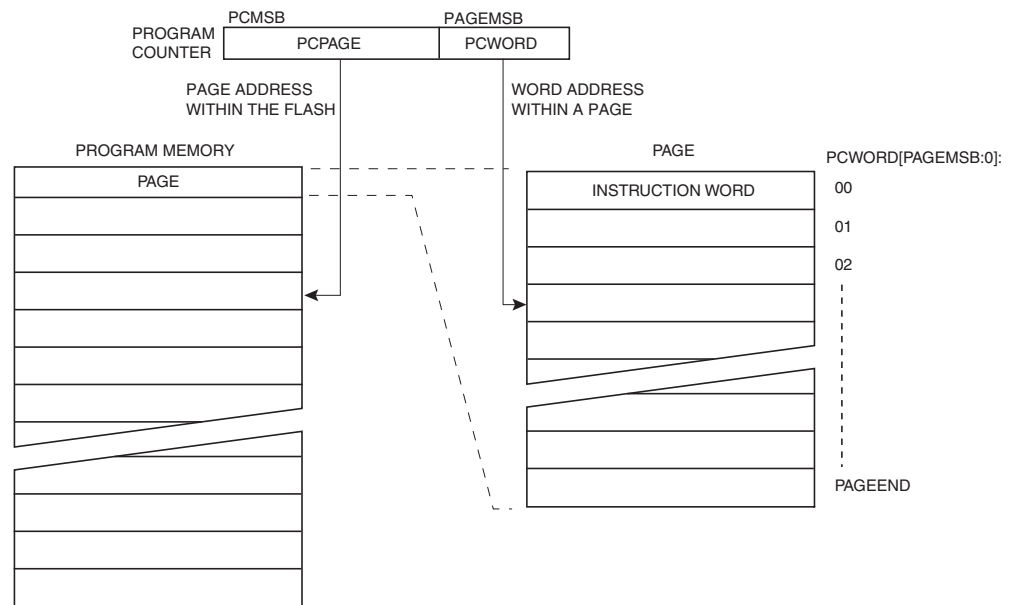 PCMSB PAGEMSB
PROGRAM
COUNTER
PCPAGE PCWORD
PAGE ADDRESS
WITHIN THE FLASH
WORD ADDRESS
WITHIN A PAGE
PROGRAM MEMORY
PAGE
PAGE
PCWORD[PAGEMSB:0]:
INSTRUCTION WORD
00
01
02
PAGEEND